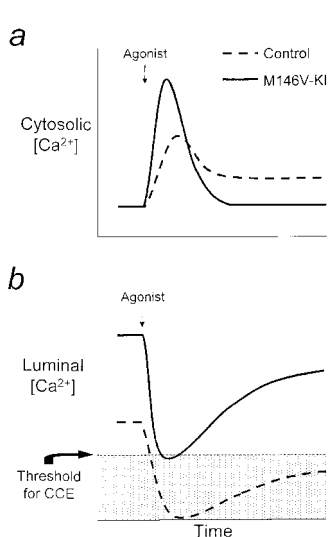 a
Agonist
Control
M146V-KI
Cytosolic
[Ca²⁺]
b
Agonist
Luminal
[Ca²⁺]
Threshold
for CCE
Time